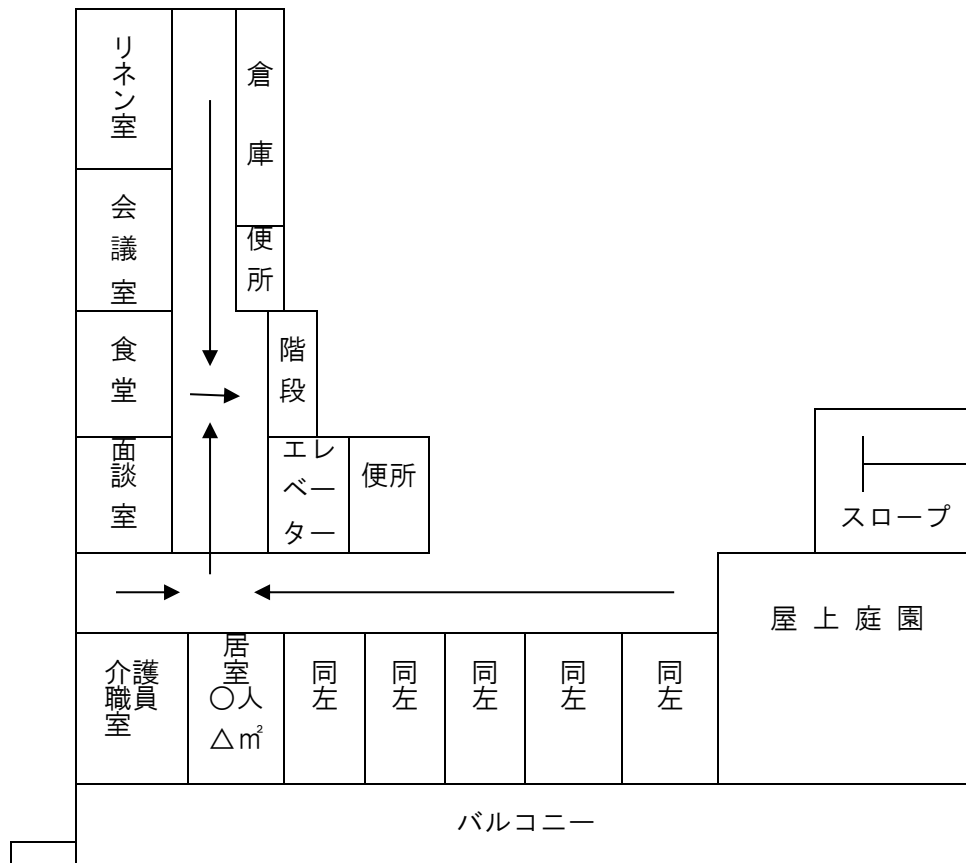 リネン室
倉庫
会議室
便所
食堂
階段
面談室
エレベーター
便所
スロープ
屋上庭園
介護職員室
居室
〇人
△㎡
同左
同左
同左
同左
同左
バルコニー